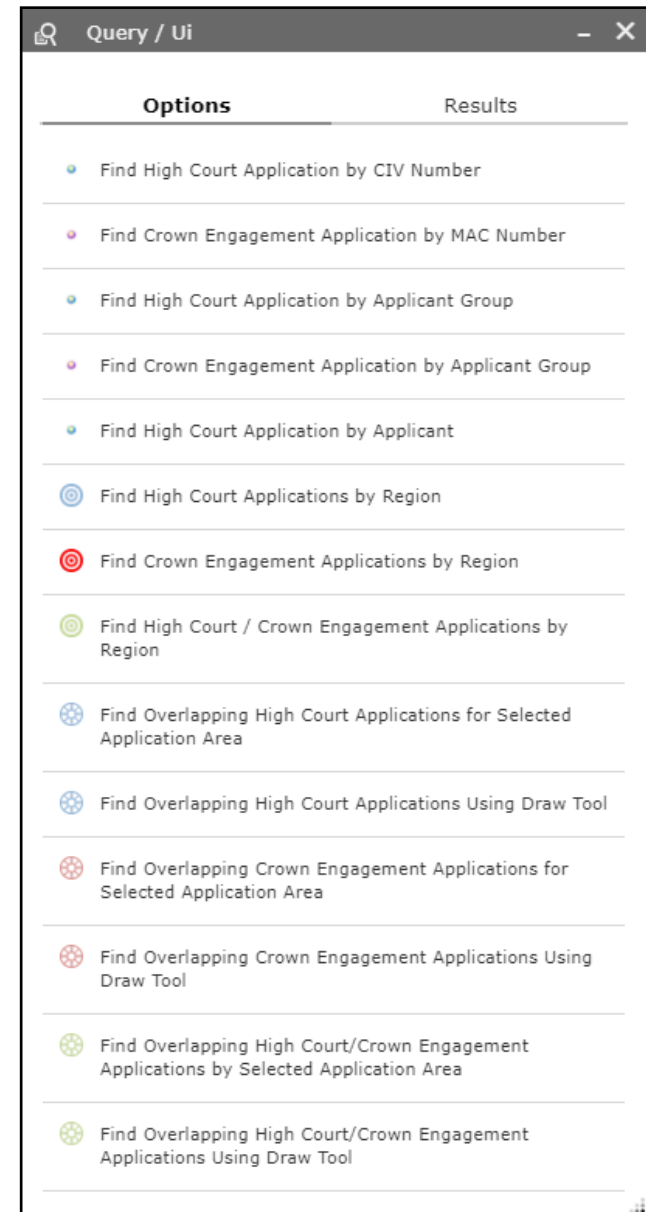 Query / Ui
Options
Results
Find High Court Application by CIV Number
Find Crown Engagement Application by MAC Number
Find High Court Application by Applicant Group
Find Crown Engagement Application by Applicant Group
Find High Court Application by Applicant
Find High Court Applications by Region
Find Crown Engagement Applications by Region
Find High Court / Crown Engagement Applications by
Region
Find Overlapping High Court Applications for Selected
Application Area
Find Overlapping High Court Applications Using Draw Tool
Find Overlapping Crown Engagement Applications for
Selected Application Area
Find Overlapping Crown Engagement Applications Using
Draw Tool
Find Overlapping High Court/Crown Engagement
Applications by Selected Application Area
Find Overlapping High Court/Crown Engagement
Applications Using Draw Tool